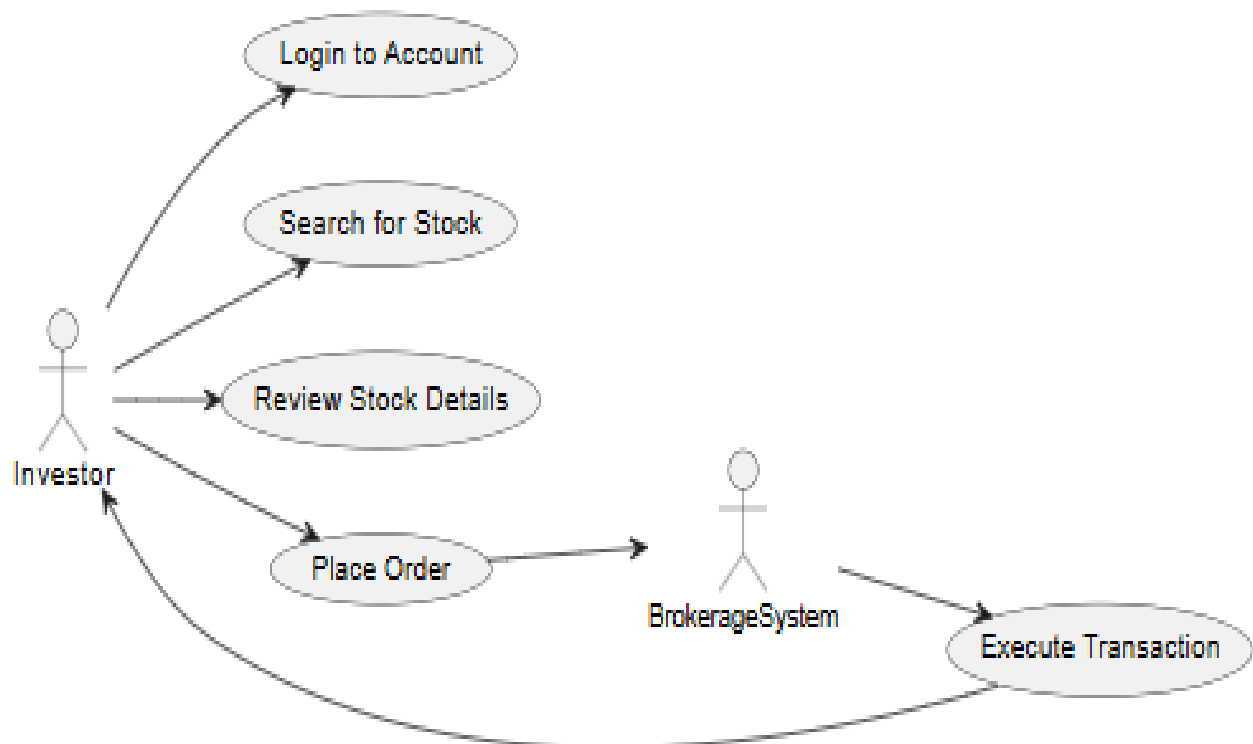 Login to Account
Search for Stock
Review Stock Details
Investor
Place Order
BrokerageSystem
Execute Transaction